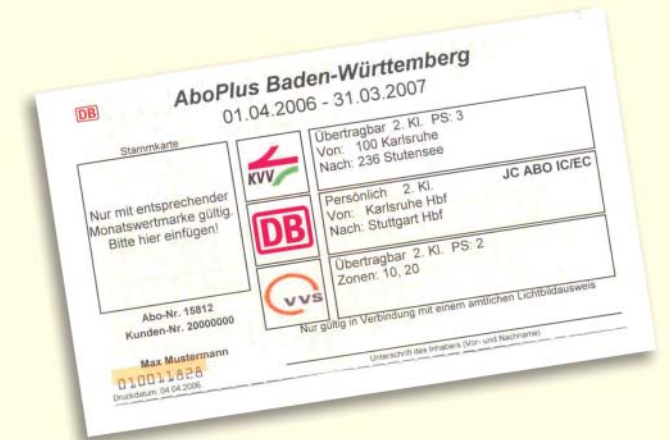 DB
AboPlus Baden-Württemberg
01.04.2006 - 31.03.2007
Stammkarte
Nur mit entsprechender
Monatswertmarke gültig.
Bitte hier einfügen!
KVV
Übertragbar 2. Kl. PS: 3
Von: 100 Karlsruhe
Nach: 236 Stutensee
DB
Persönlich 2. Kl. JC ABO IC/EC
Von: Karlsruhe Hbf
Nach: Stuttgart Hbf
VVS
Übertragbar 2. Kl. PS: 2
Zonen: 10, 20
Abo-Nr. 15812
Kunden-Nr. 20000000
Nur gültig in Verbindung mit einem amtlichen Lichtbildausweis
Max Mustermann
010011828
Druckdatum: 04.04.2006
Unterschrift des Inhabers (Vor- und Nachname)